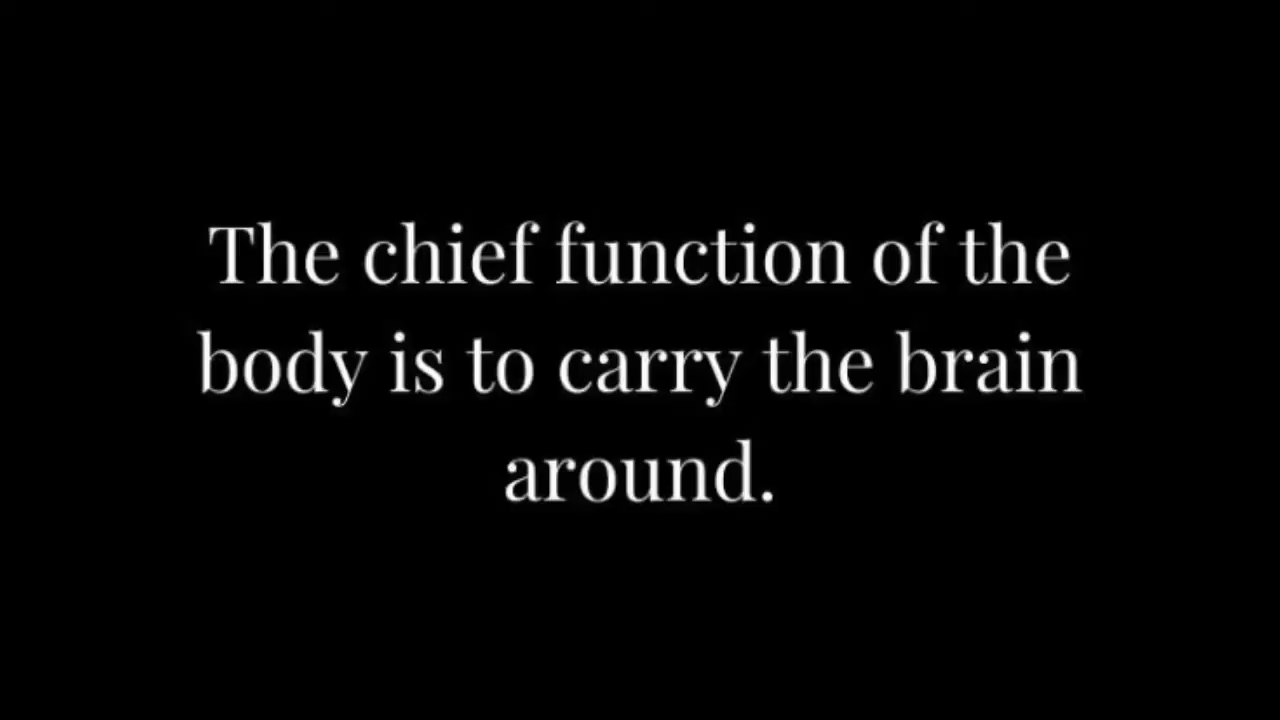 The chief function of the
body is to carry the brain
around.